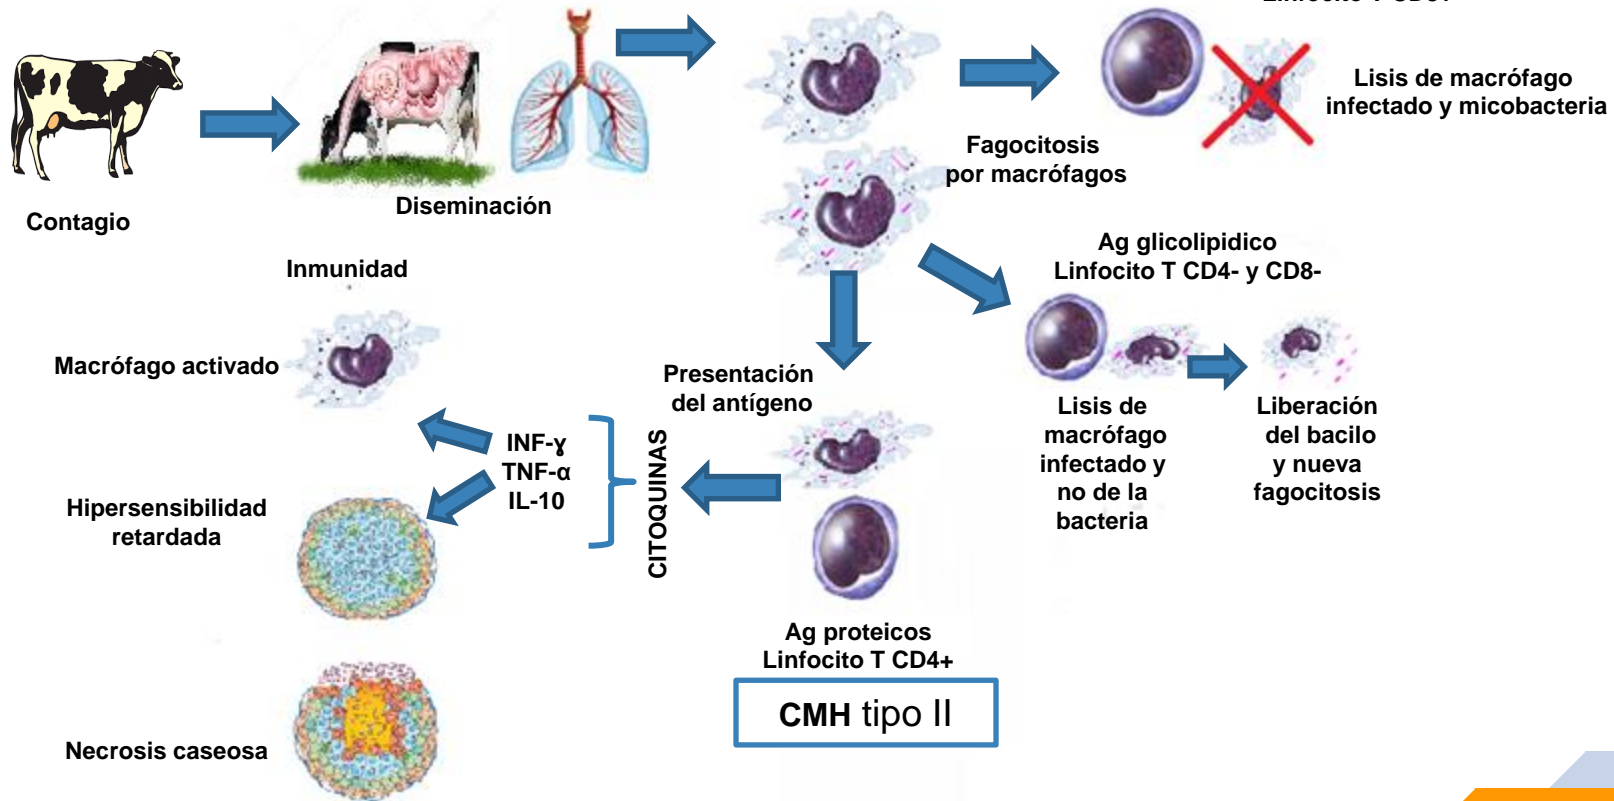 Lisis de macrófago
infectado y micobacteria
Fagocitosis
por macrófagos
Diseminación
Contagio
Inmunidad
Ag glicolipidico
Linfocito T CD4- y CD8-
Macrófago activado
Presentación
del antígeno
Lisis de
macrófago
infectado y
no de la
bacteria
Liberación
del bacilo
y nueva
fagocitosis
INF-ɣ
TNF-α
IL-10
CITOQUINAS
Hipersensibilidad
retardada
Ag proteicos
Linfocito T CD4+
CMH tipo II
Necrosis caseosa